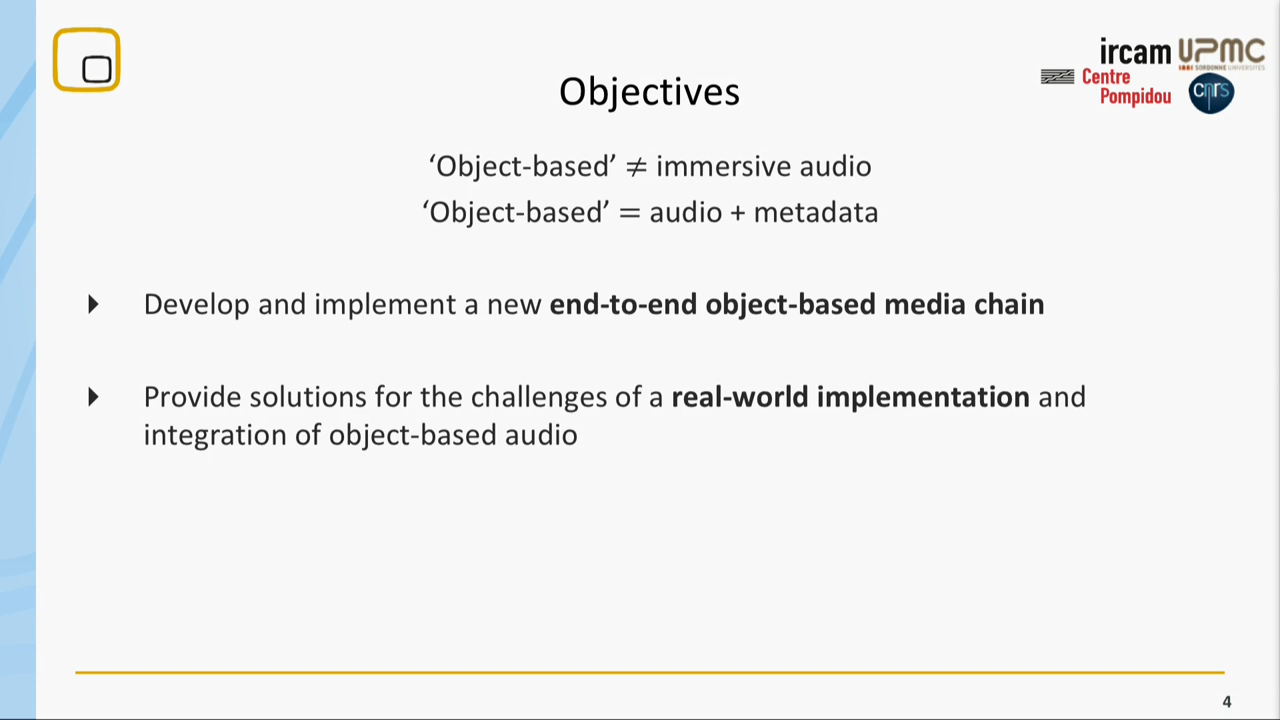 ircam UPMC
SORBONNE UNIVERSITÉS
Centre
Pompidou
cnrs
Objectives
‘Object-based’ ≠ immersive audio
‘Object-based’ = audio + metadata
Develop and implement a new end-to-end object-based media chain
Provide solutions for the challenges of a real-world implementation and
integration of object-based audio
4